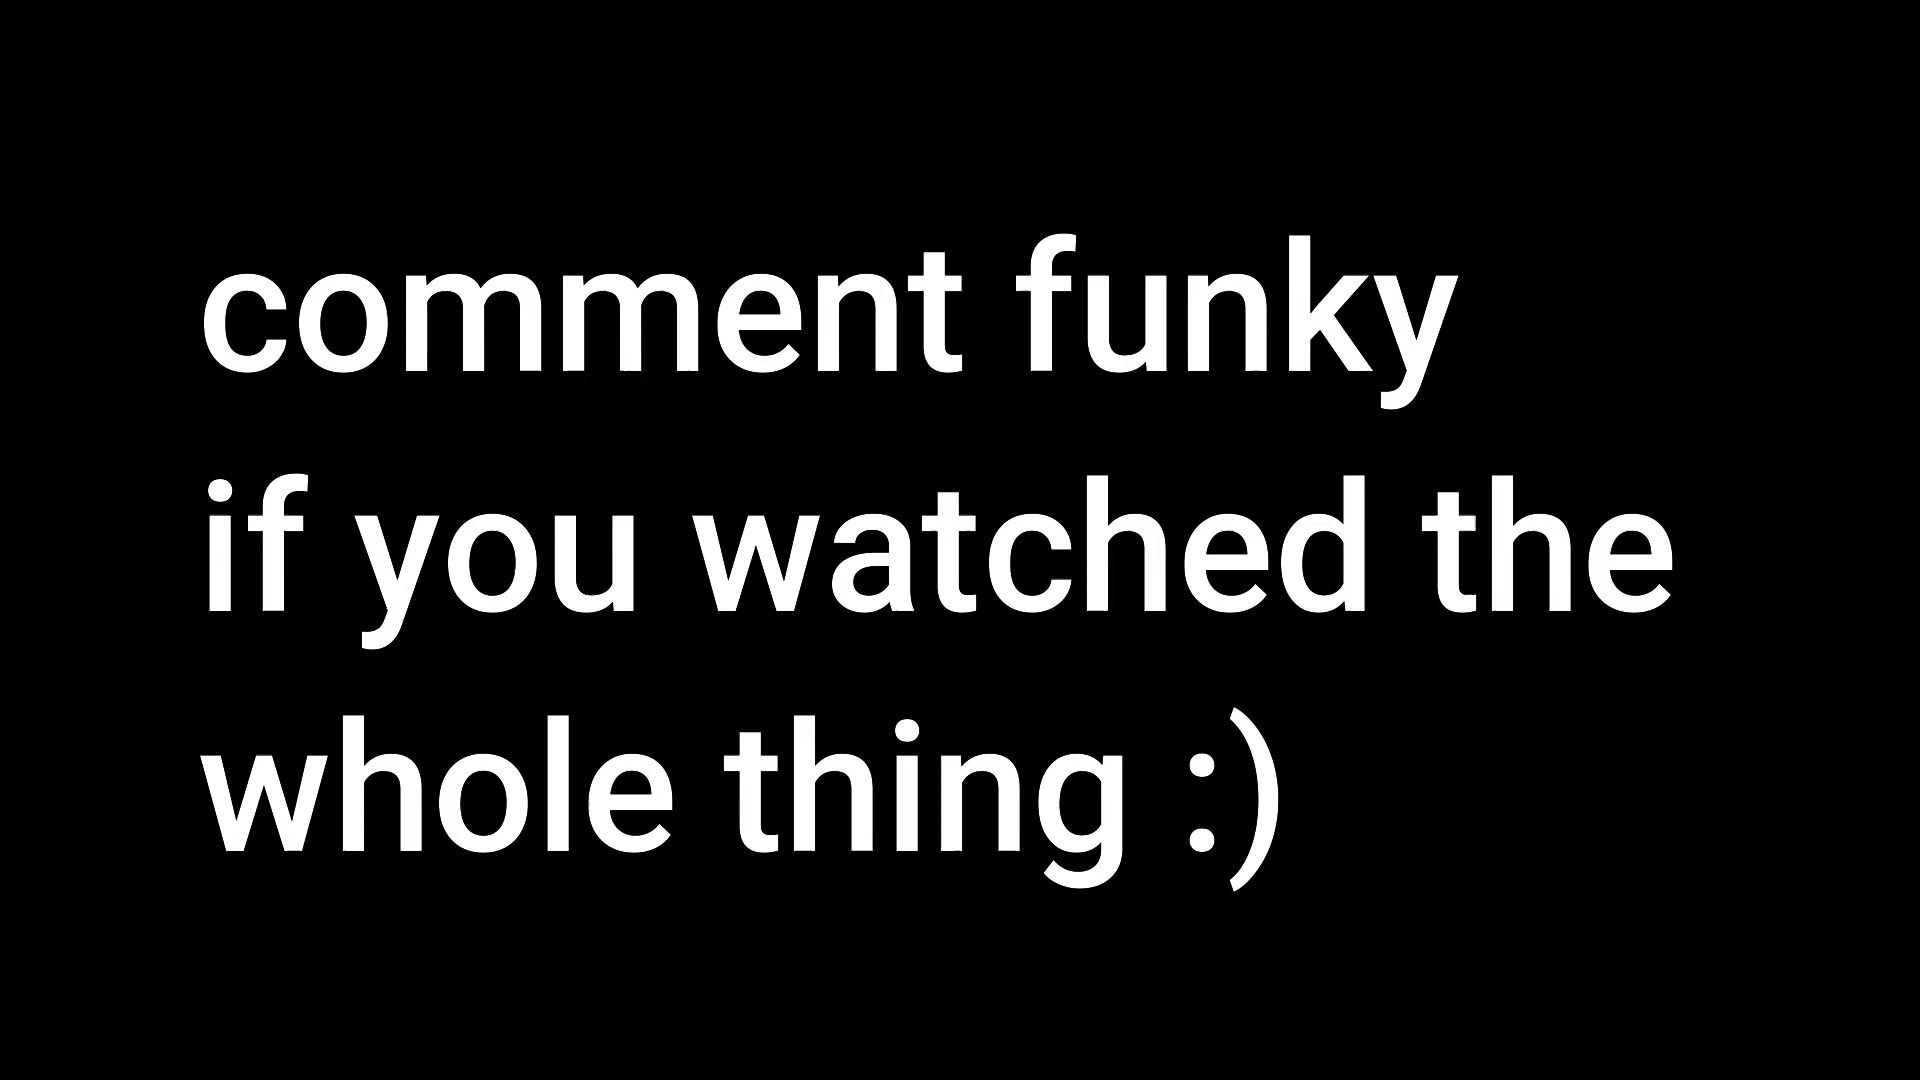 comment funky
if you watched the
whole thing :)